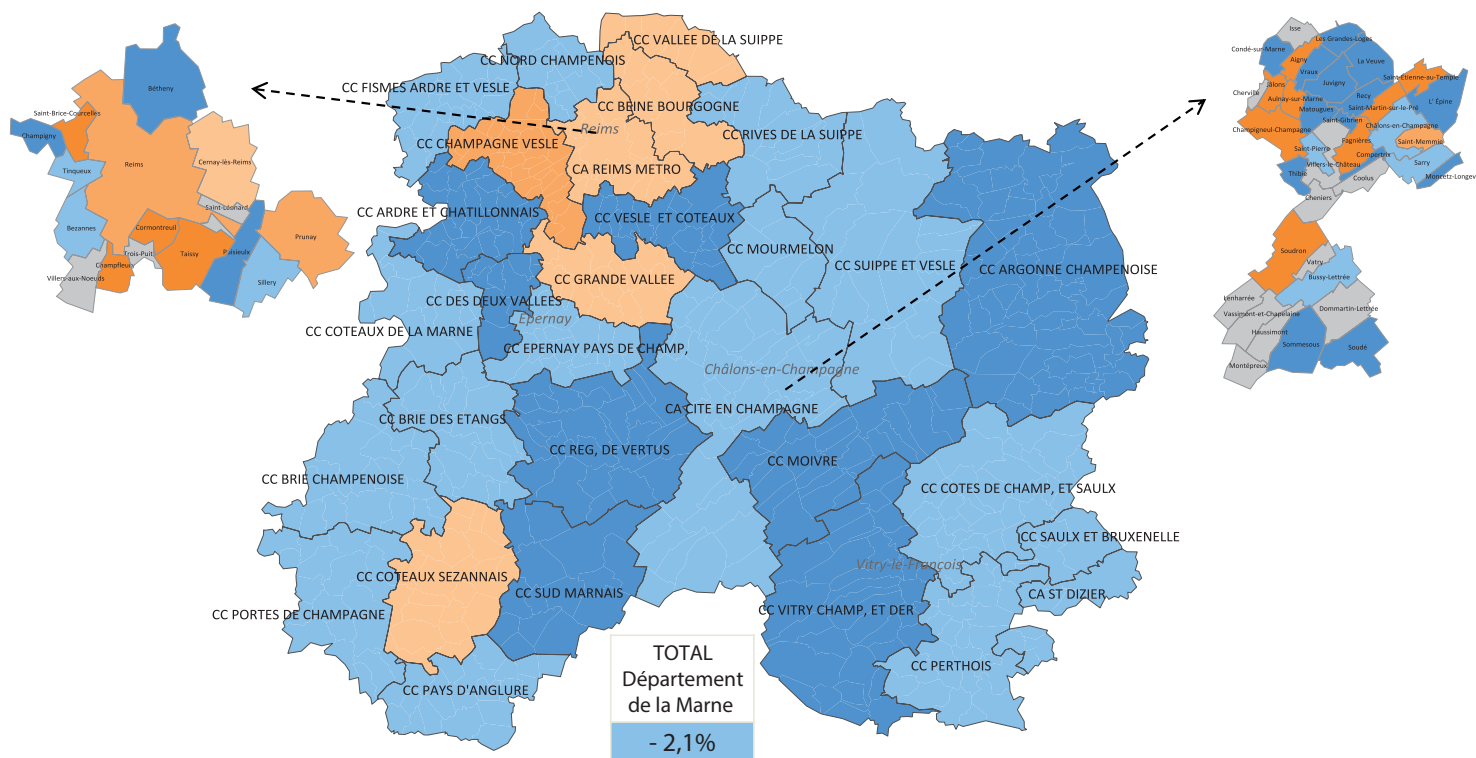 Bétheny
Saint-Brice-Courcelles
Champigny
Reims
Cernay-lès-Reims
Tinqueux
Saint-Léonard
Bezannes
Cormontreuil
Prunay
Trois-Puit
Taissy
Puisieuls
Champfleury
Villers-aux-Noeuds
Sillery
CC VALLEE DE LA SUIPPE
CC NORD CHAMPENOIS
CC FISMES ARDRE ET VESLE
CC BEINE BOURGOGNE
Reims
CC RIVES DE LA SUIPPE
CC CHAMPAGNE VESLE
CA REIMS METRO
CC ARDRE ET CHATILLONNAIS
CC VESLE ET COTEAUX
CC MOURMELON
CC SUIPPE ET VESLE
CC ARGONNE CHAMPENOISE
CC GRANDE VALLEE
CC DES DEUX VALLEES
Epernay
CC COTEAUX DE LA MARNE
CC EPERNAY PAYS DE CHAMP,
Châlons-en-Champagne
CA CITE EN CHAMPAGNE
CC BRIE DES ETANGS
CC REG, DE VERTUS
CC MOIVRE
CC BRIE CHAMPENOISE
CC COTES DE CHAMP, ET SAULX
CC SAULX ET BRUXENELLE
Vitry-le-François
CC COTEAUX SEZANNAIS
CC SUD MARNAIS
CA ST DIZIER
CC PORTES DE CHAMPAGNE
CC VITRY CHAMP, ET DER
CC PERTHOIS
CC PAYS D'ANGLURE
TOTAL
Département
de la Marne
- 2,1%
Isse
Les Grandes-Loges
Condé-sur-Marne
Aigny
La Veuve
Vraux
Saint-Etienne-au-Temple
Juvigny
Jâlons
Cherville
Recy
Aulnay-sur-Marne
L' Épine
Matougues
Saint-Martin-sur-le-Pré
Saint-Gibrien
Châlons-en-Champagne
Champigneul-Champagne
Fagnières
Saint-Memmie
Saint-Pierre
Compertrix
Villers-le-Château
Sarry
Thibie
Coolus
Moncetz-Longev
Cheniers
Soudron
Vatry
Bussy-Lettrée
Lenharrée
Dommartin-Lettrée
Vassimont-et-Chapelaine
Haussimont
Sommesous
Soudé
Montépreux